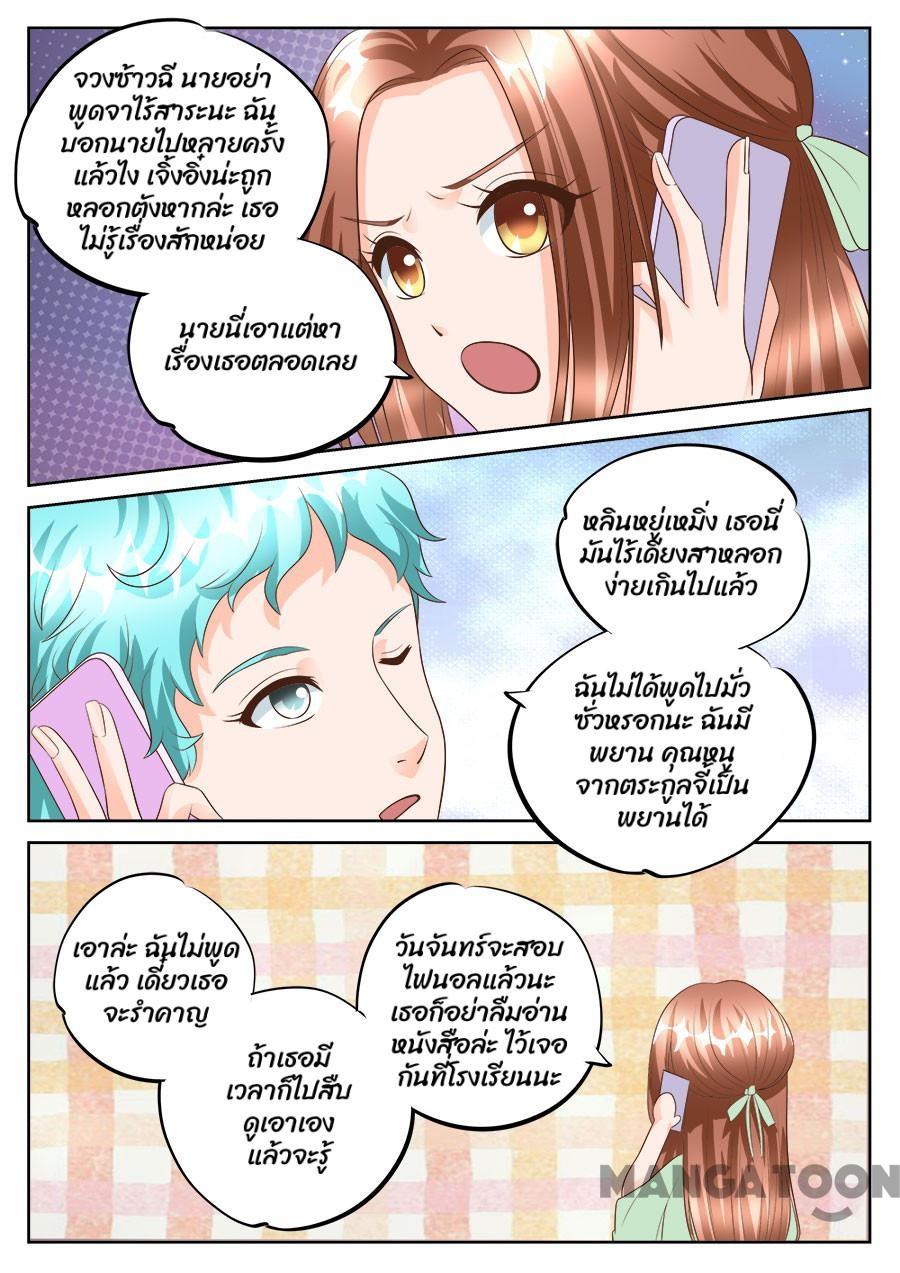 จวงซ้าวฉี นายอย่า
พูดจาไร้สาระนะ ฉัน
บอกนายไปหลายครั้ง
แล้วไง เจิ้งอิ๋งน่ะถูก
หลอกตังหากล่ะ เธอ
ไม่รู้เรื่องสักหน่อย
นายนี่เอาแต่หา
เรื่องเธอตลอดเลย
หลินหยู่เหมิ่ง เธอนี่
มันไร้เดียงสาหลอก
ง่ายเกินไปแล้ว
ฉันไม่ได้พูดไปมั่ว
ซั่วหรอกนะ ฉันมี
พยาน คุณหนู
จากตระกูลจี้เป็น
พยานได้
เอาล่ะ ฉันไม่พูด
แล้ว เดี๋ยวเธอ
จะรำคาญ
ถ้าเธอมี
เวลาก็ไปสืบ
ดูเอาเอง
แล้วจะรู้
วันจันทร์จะสอบ
ไฟนอลแล้วนะ
เธอก็อย่าลืมอ่าน
หนังสือล่ะ ไว้เจอ
กันที่โรงเรียนนะ
MANGATOON